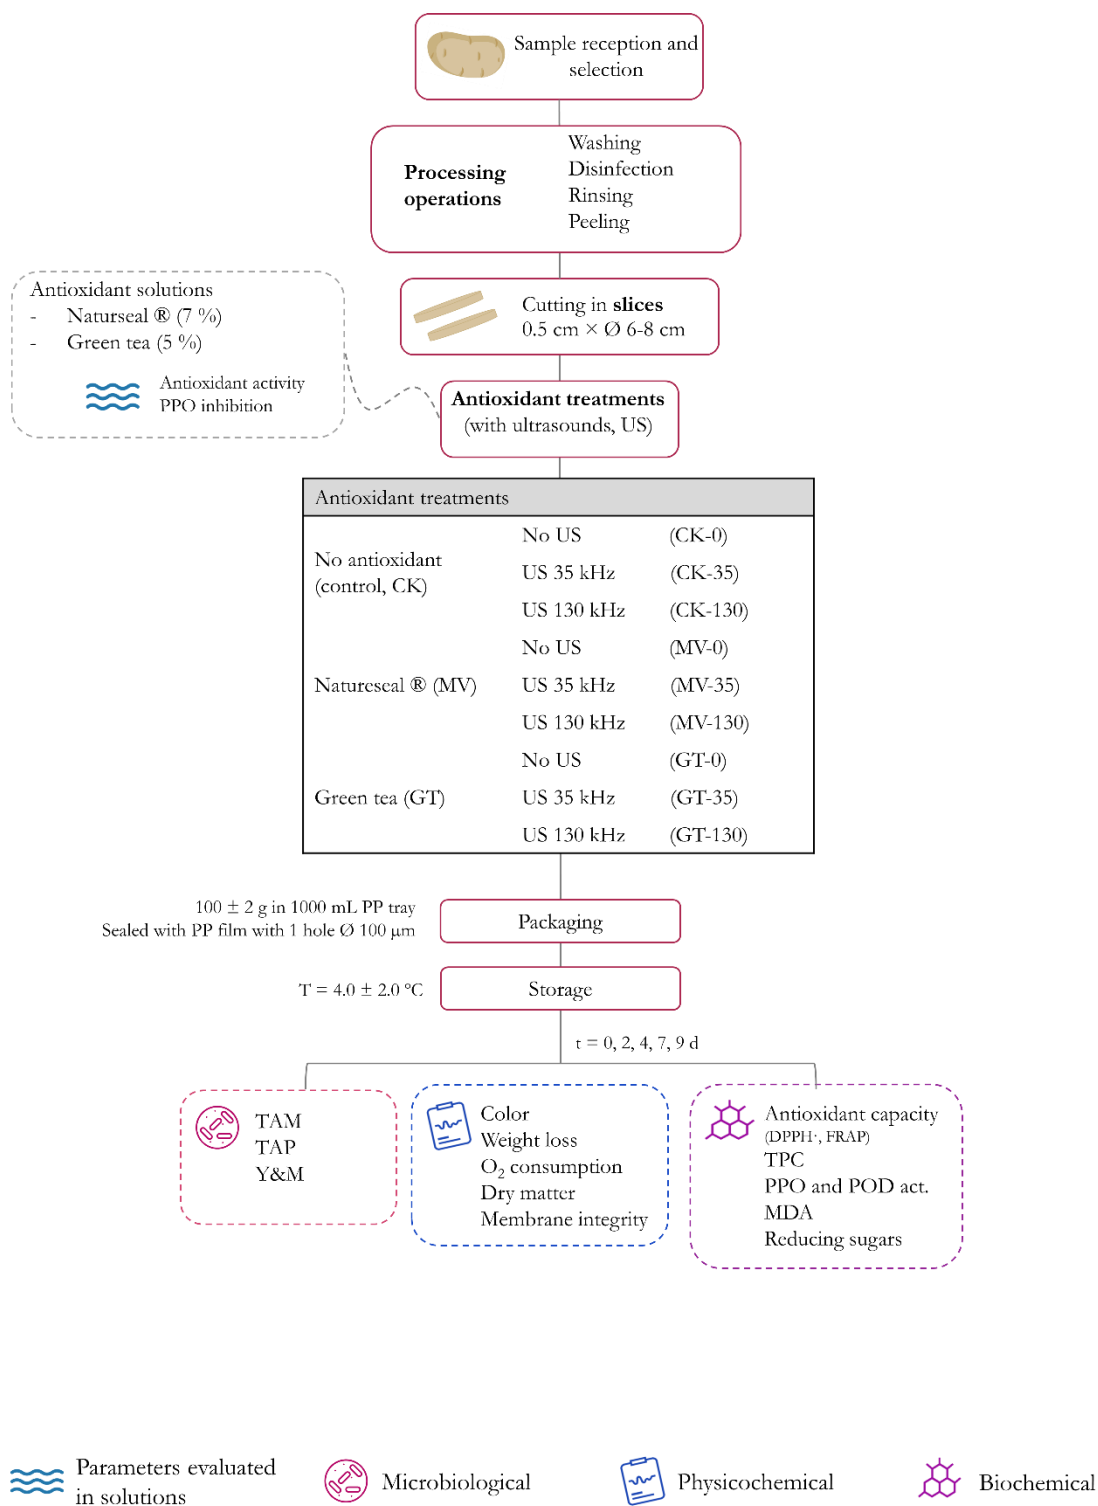 Sample reception and
selection
Processing
operations
Washing
Disinfection
Rinsing
Peeling
Antioxidant solutions
- Naturseal ® (7 %)
- Green tea (5 %)
Antioxidant activity
PPO inhibition
Cutting in slices
0.5 cm × Ø 6-8 cm
Antioxidant treatments
(with ultrasounds, US)
Antioxidant treatments
No antioxidant
(control, CK)
No US (CK-0)
US 35 kHz (CK-35)
US 130 kHz (CK-130)
Natureseal ® (MV)
No US (MV-0)
US 35 kHz (MV-35)
US 130 kHz (MV-130)
Green tea (GT)
No US (GT-0)
US 35 kHz (GT-35)
US 130 kHz (GT-130)
100 ± 2 g in 1000 mL PP tray
Sealed with PP film with 1 hole Ø 100 µm
Packaging
T = 4.0 ± 2.0 °C
Storage
t = 0, 2, 4, 7, 9 d
TAM
TAP
Y&M
Color
Weight loss
O₂ consumption
Dry matter
Membrane integrity
Antioxidant capacity
(DPPH·, FRAP)
TPC
PPO and POD act.
MDA
Reducing sugars
Parameters evaluated
in solutions
Microbiological
Physicochemical
Biochemical